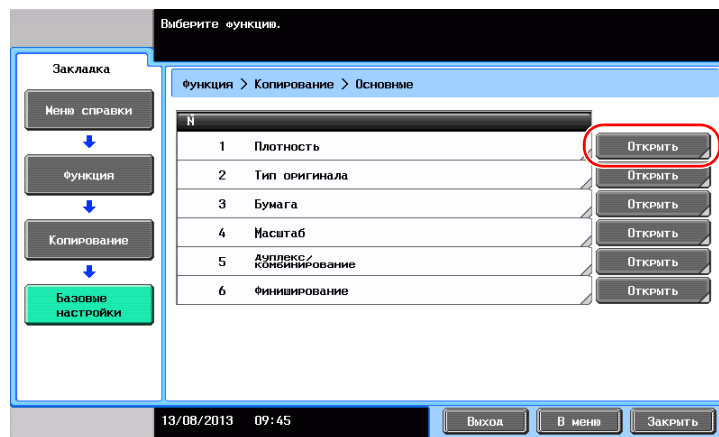 Выберите функцию.
Закладка
Меню справки
Функция
Копирование
Базовые
настройки
Функция > Копирование > Основные
Ñ
1 Плотность Открыть
2 Тип оригинала Открыть
3 Бумага Открыть
4 Масштаб Открыть
5 Дуплекс/
комбинирование Открыть
6 Финиширование Открыть
13/08/2013 09:45 Выход В меню Закрыть